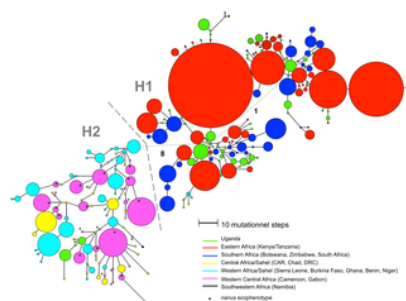 H1
H2
1
8
10 mutationnel steps
Uganda
Eastern Africa (Kenya/Tanzania)
Southern Africa (Botswana, Zimbabwe, South Africa)
Central Africa/Sahel (CAR, Chad, DRC)
Western Africa/Sahel (Sierra Leone, Burkina Faso, Ghana, Benin, Niger)
Western Central Africa (Cameroon, Gabon)
Southwestern Africa (Namibia)
nanus ecophenotype